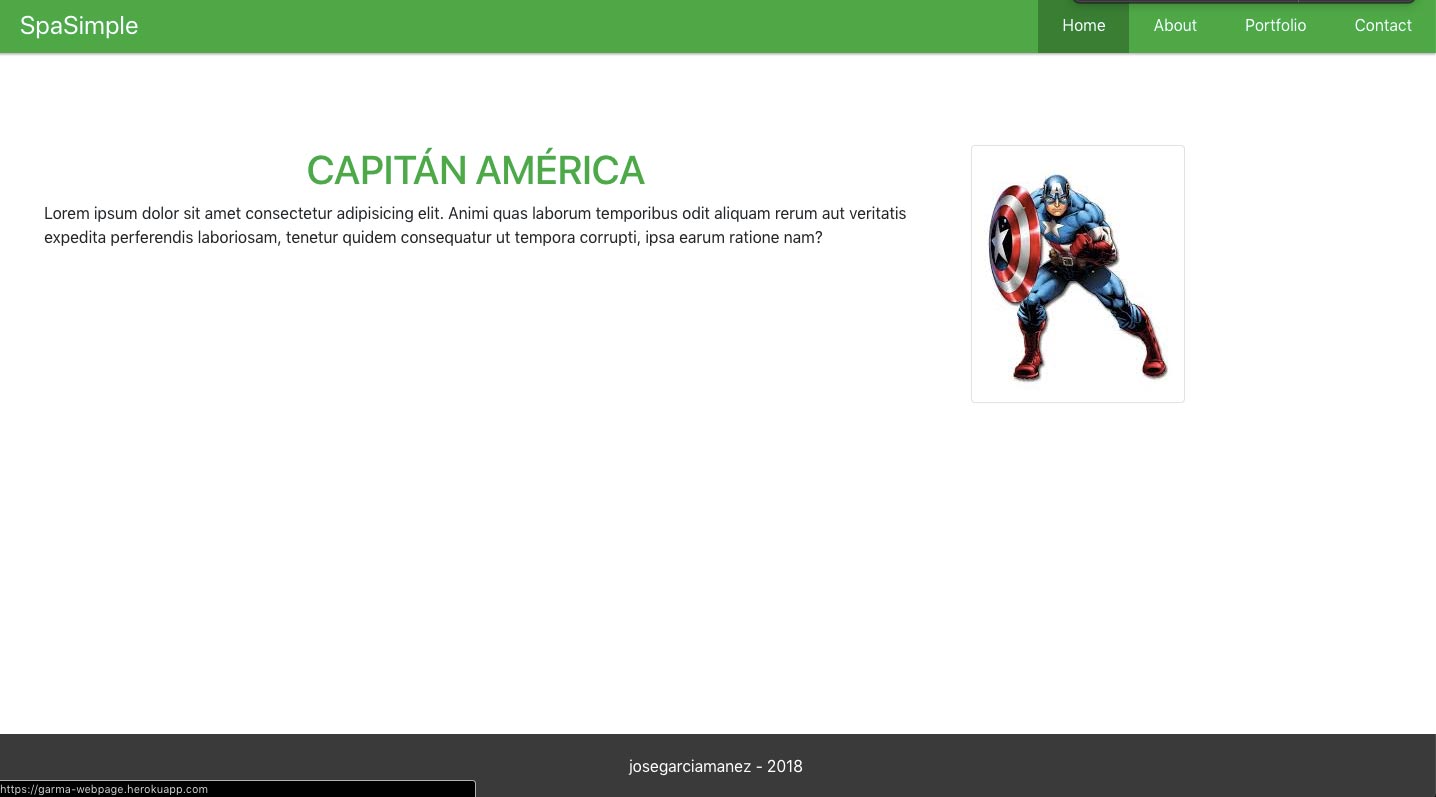 SpaSimple
Home
About
Portfolio
Contact
CAPITÁN AMÉRICA
Lorem ipsum dolor sit amet consectetur adipisicing elit. Animi quas laborum temporibus odit aliquam rerum aut veritatis
expedita perferendis laboriosam, tenetur quidem consequatur ut tempora corrupti, ipsa earum ratione nam?
josegarciamanez - 2018
https://garma-webpage.herokuapp.com